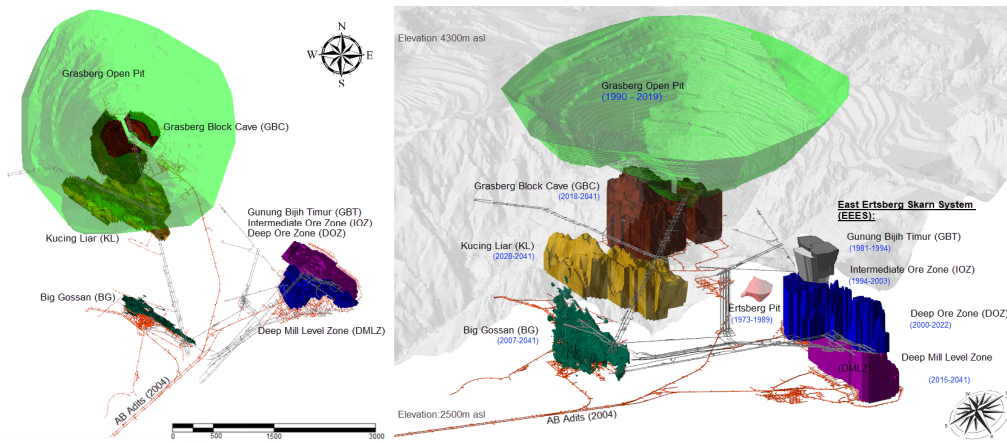 N
W
E
S
Grasberg Open Pit
Grasberg Block Cave (GBC)
Kucing Liar (KL)
Gunung Bijih Timur (GBT)
Intermediate Ore Zone (IOZ)
Deep Ore Zone (DOZ)
Big Gossan (BG)
Deep Mill Level Zone (DMLZ)
AB Adits (2004)
0
500
1500
3000
Elevation: 4300m asl
Grasberg Open Pit
(1990 - 2019)
Grasberg Block Cave (GBC)
(2018-2041)
East Ertsberg Skarn System
(EEES):
Kucing Liar (KL)
(2028-2041)
Gunung Bijih Timur (GBT)
(1981-1994)
Intermediate Ore Zone (IOZ)
(1994-2003)
Ertsberg Pit
(1973-1989)
Big Gossan (BG)
(2007-2041)
Deep Ore Zone (DOZ)
(2000-2022)
Deep Mill Level Zone
(DMLZ)
(2015-2041)
Elevation: 2500m asl
AB Adits (2004)